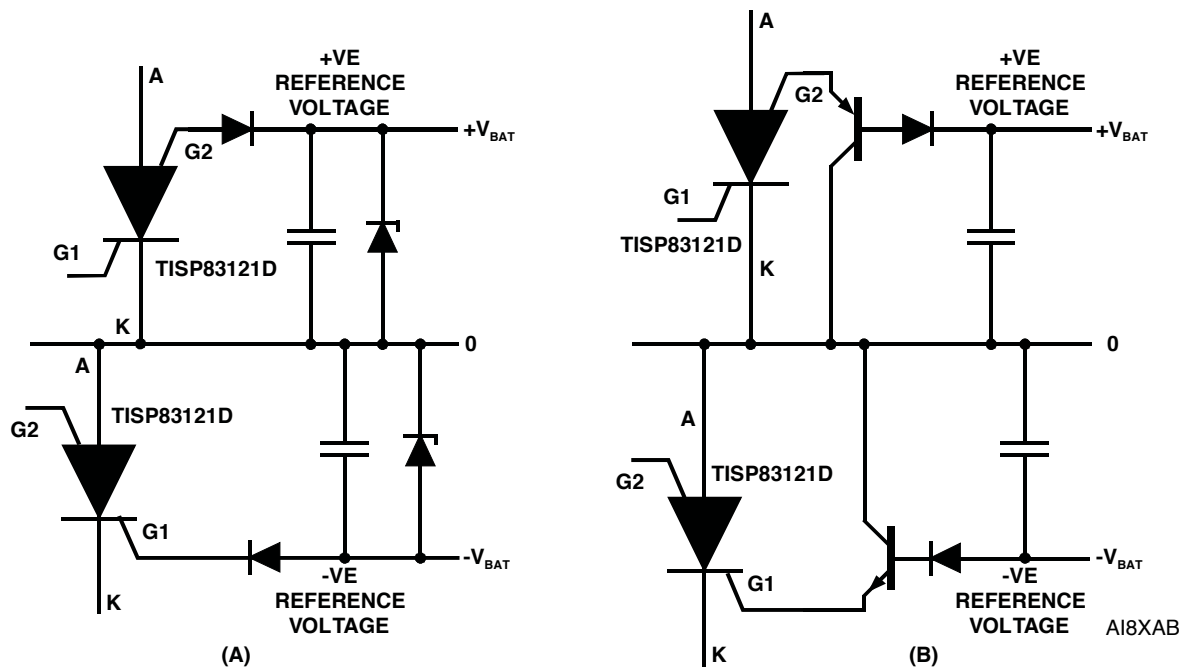 A
+VE
REFERENCE
VOLTAGE
+VBAT
G2
G1
TISP83121D
K
0
A
TISP83121D
G2
G1
-VBAT
-VE
REFERENCE
VOLTAGE
K
(A)
A
+VE
REFERENCE
VOLTAGE
G2
+VBAT
G1
TISP83121D
K
0
A
TISP83121D
G2
G1
-VBAT
-VE
REFERENCE
VOLTAGE
K
(B)
AI8XAB